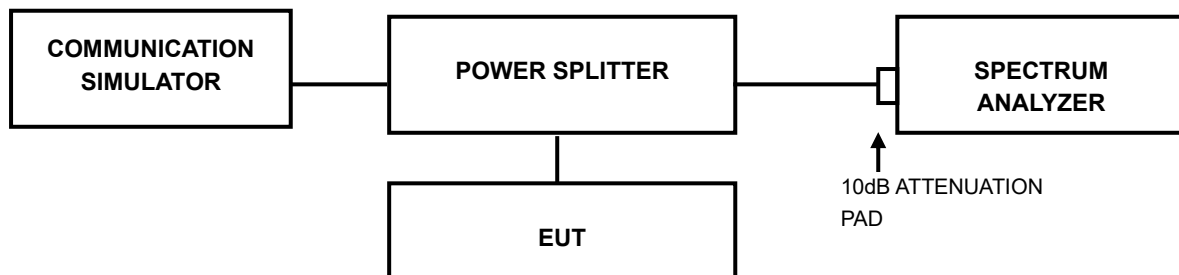 COMMUNICATION
SIMULATOR
POWER SPLITTER
SPECTRUM
ANALYZER
10dB ATTENUATION
PAD
EUT